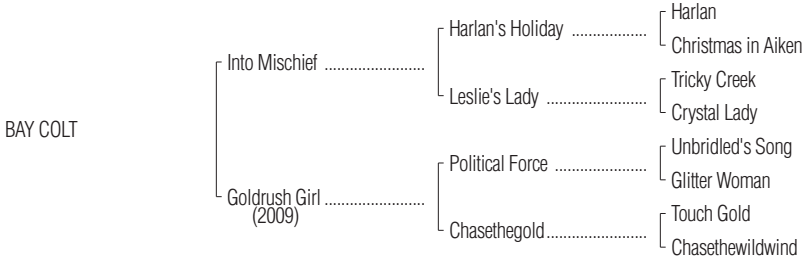 Harlan
Harlan's Holiday ..................
Christmas in Aiken
Into Mischief ........................
Tricky Creek
Leslie's Lady ........................
Crystal Lady
BAY COLT
Unbridled's Song
Political Force ......................
Glitter Woman
Goldrush Girl ........................
(2009)
Touch Gold
Chasethegold........................
Chasethewildwind